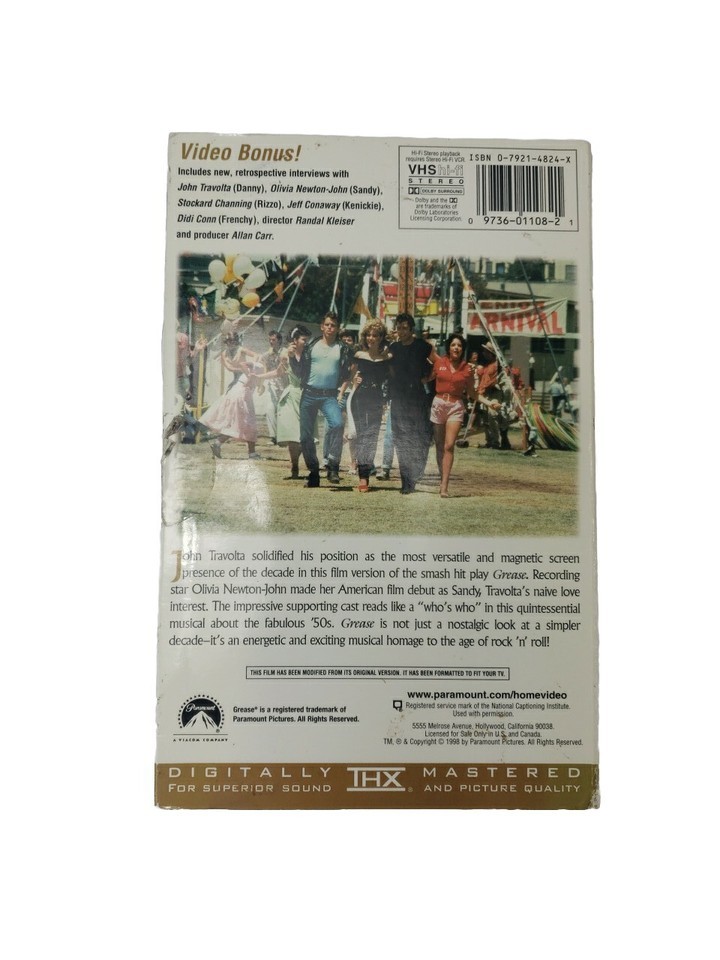 Video Bonus!
Includes new, retrospective interviews with
John Travolta (Danny), Olivia Newton-John (Sandy),
Stockard Channing (Rizzo), Jeff Conaway (Kenickie),
Didi Conn (Frenchy), director Randal Kleiser
and producer Allan Carr.
Hi-Fi Stereo playback
requires Stereo Hi-Fi VCR.
VHS hi-fi
STEREO
DOLBY SURROUND
Dolby and the
are trademarks of
Dolby Laboratories
Licensing Corporation
ISBN 0-7921-4824-X
0 9736-01108-2 1
ARNIVAL
John Travolta solidified his position as the most versatile and magnetic screen
presence of the decade in this film version of the smash hit play Grease. Recording
star Olivia Newton-John made her American film debut as Sandy, Travolta's naive love
interest. The impressive supporting cast reads like a “who's who” in this quintessential
musical about the fabulous '50s. Grease is not just a nostalgic look at a simpler
decade—it's an energetic and exciting musical homage to the age of rock 'n' roll!
THIS FILM HAS BEEN MODIFIED FROM ITS ORIGINAL VERSION. IT HAS BEEN FORMATTED TO FIT YOUR TV.
Paramount
A VIACOM COMPANY
Grease® is a registered trademark of
Paramount Pictures. All Rights Reserved.
www.paramount.com/homevideo
Registered service mark of the National Captioning Institute.
Used with permission.
5555 Melrose Avenue, Hollywood, California 90038.
Licensed for Sale Only in U.S. and Canada.
TM, ® & Copyright © 1998 by Paramount Pictures. All Rights Reserved.
DIGITALLY THX® MASTERED
FOR SUPERIOR SOUND AND PICTURE QUALITY